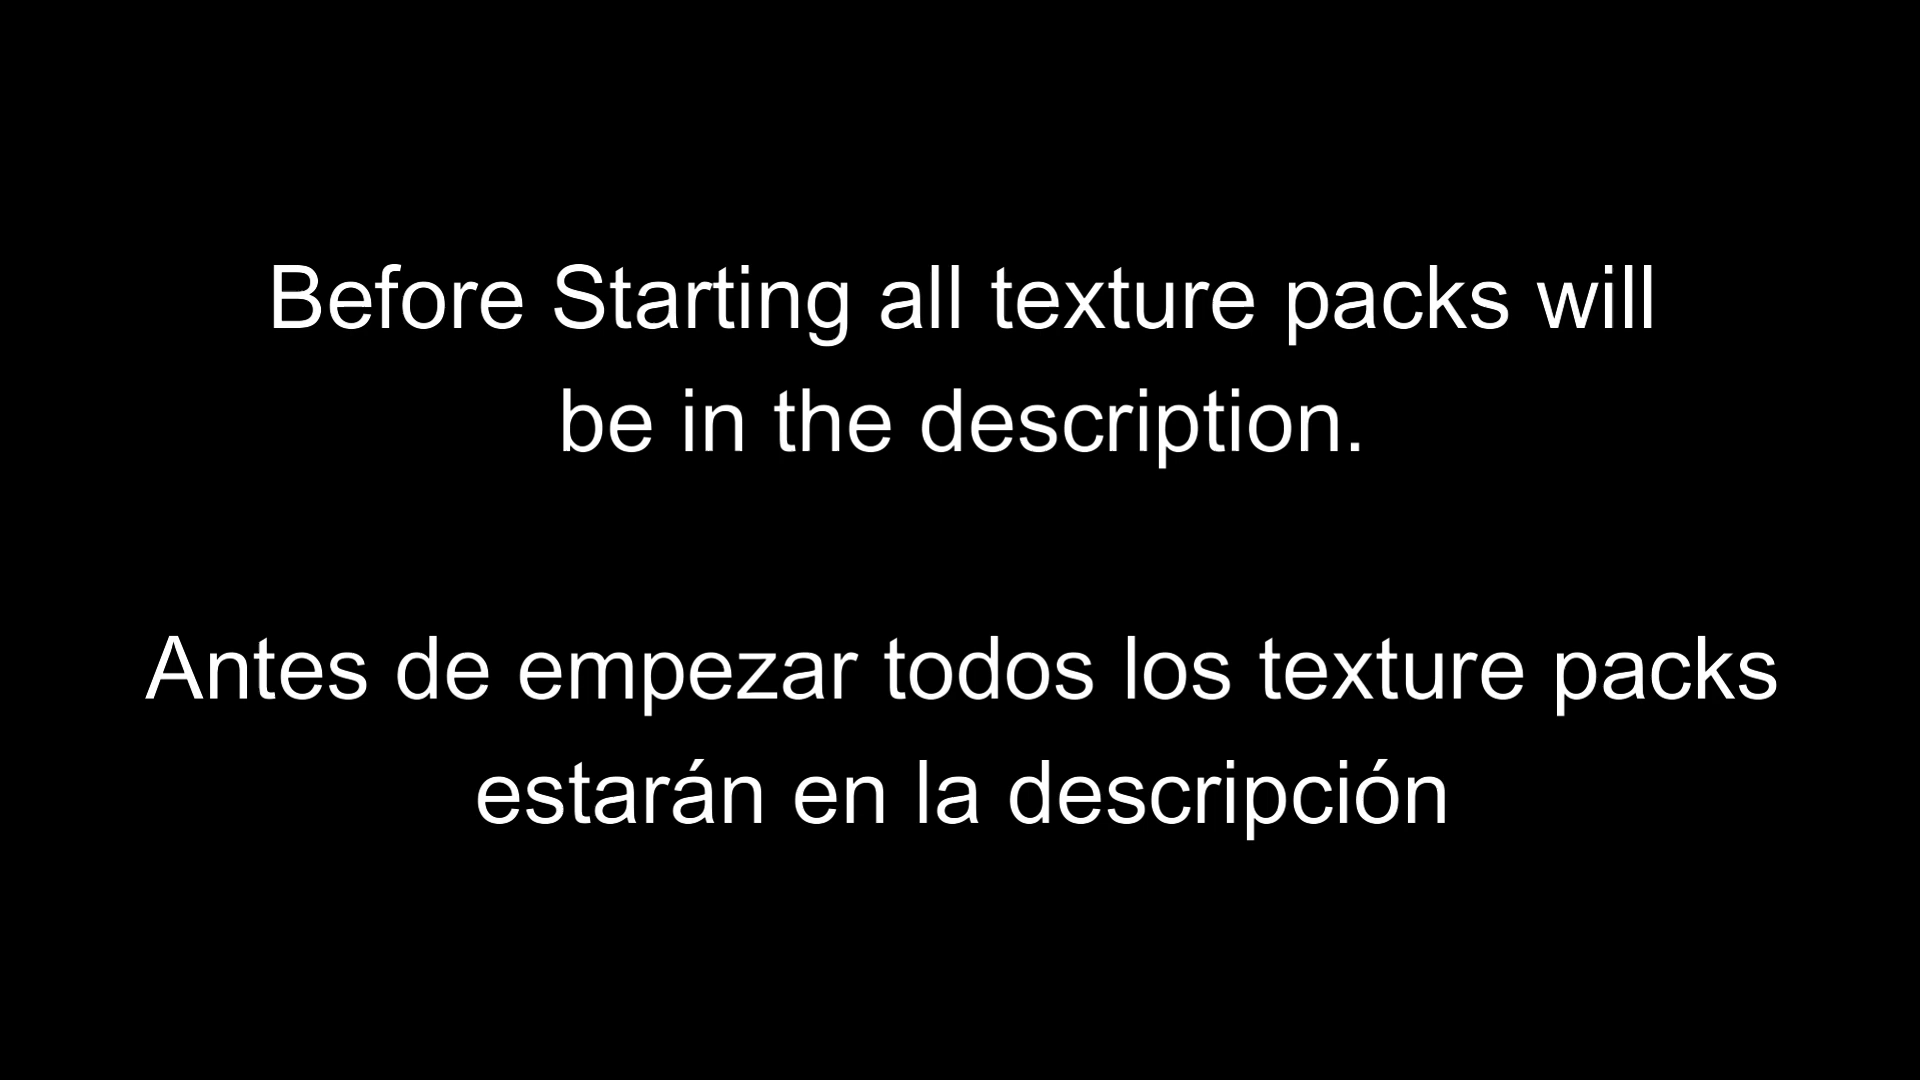 Before Starting all texture packs will
be in the description.
Antes de empezar todos los texture packs
estarán en la descripción